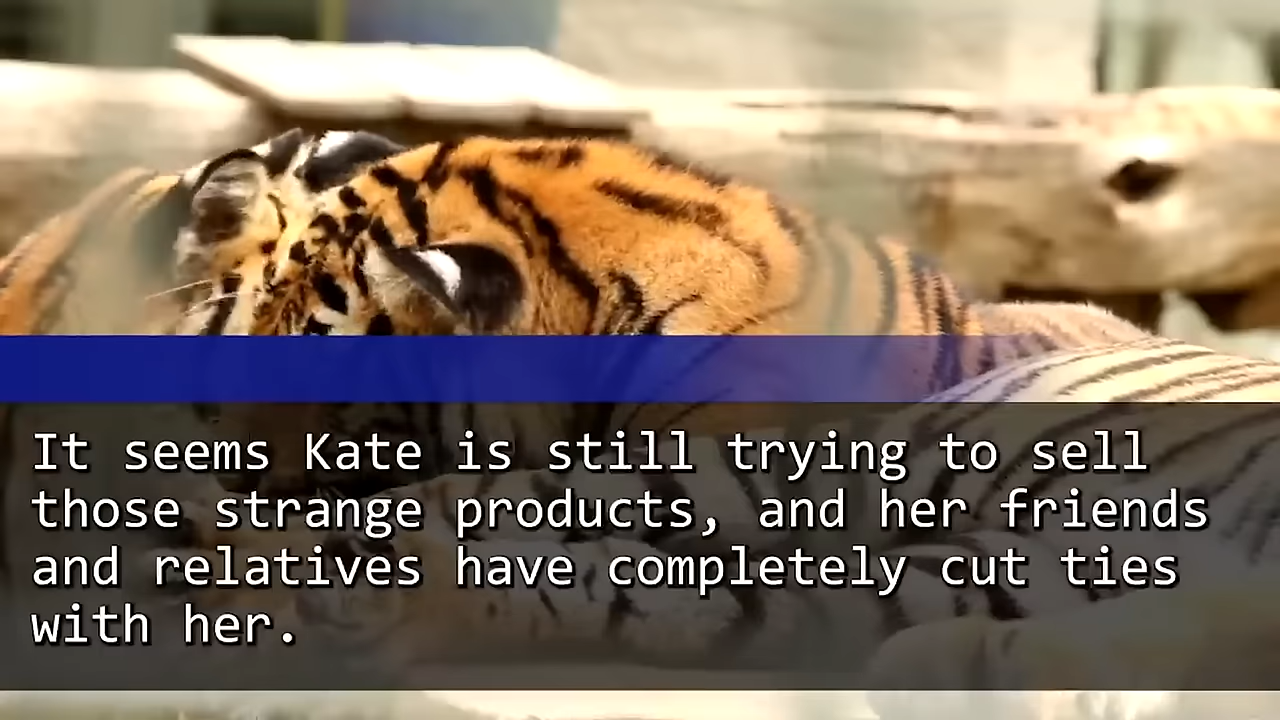 It seems Kate is still trying to sell
those strange products, and her friends
and relatives have completely cut ties
with her.